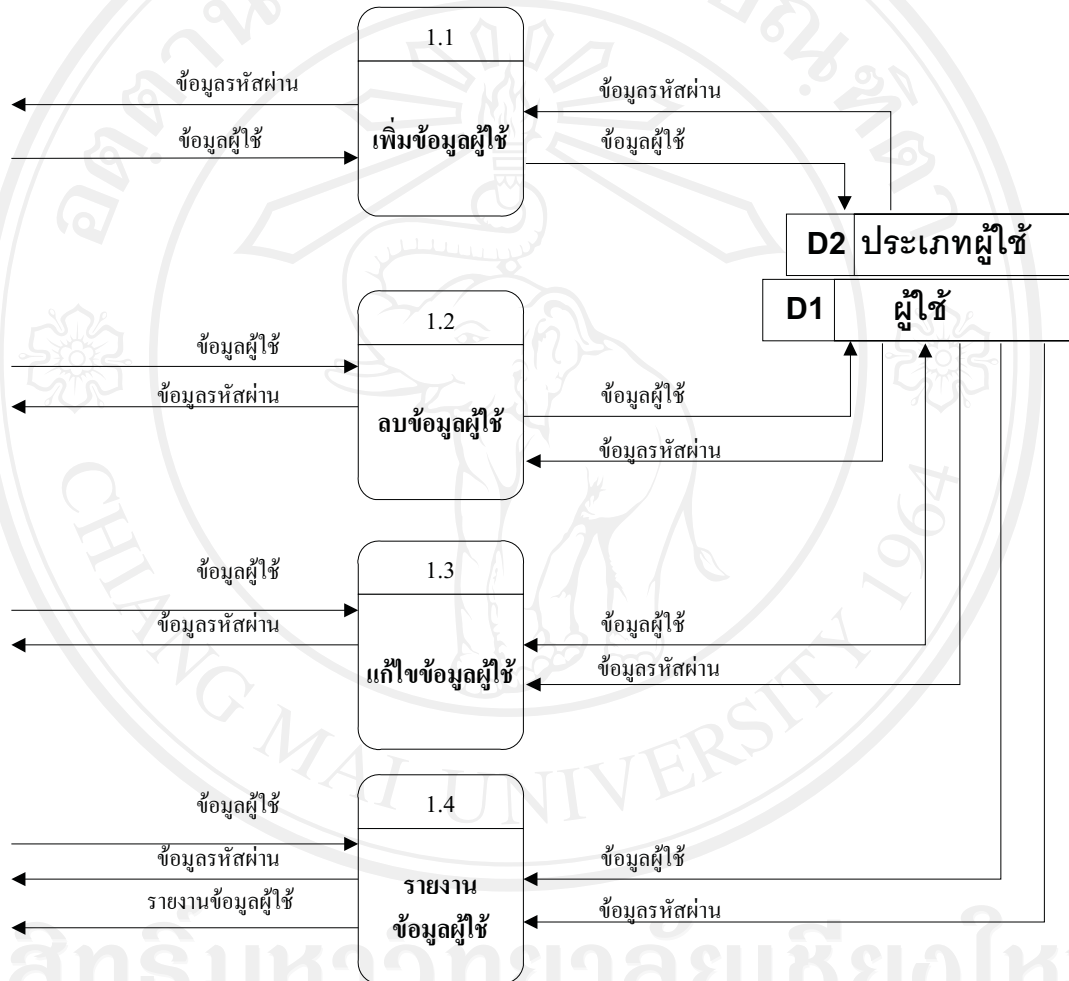 1.1
ข้อมูลรหัสผ่าน
ข้อมูลรหัสผ่าน
เพิ่มข้อมูลผู้ใช้
ข้อมูลผู้ใช้
ข้อมูลผู้ใช้
D2 ประเภทผู้ใช้
D1 ผู้ใช้
1.2
ข้อมูลผู้ใช้
ข้อมูลรหัสผ่าน
ลบข้อมูลผู้ใช้
ข้อมูลผู้ใช้
ข้อมูลรหัสผ่าน
1.3
ข้อมูลผู้ใช้
ข้อมูลรหัสผ่าน
แก้ไขข้อมูลผู้ใช้
ข้อมูลผู้ใช้
ข้อมูลรหัสผ่าน
1.4
ข้อมูลผู้ใช้
ข้อมูลรหัสผ่าน
รายงานข้อมูลผู้ใช้
รายงาน
ข้อมูลผู้ใช้
ข้อมูลผู้ใช้
ข้อมูลรหัสผ่าน
CHIANG MAI UNIVERSITY 1964